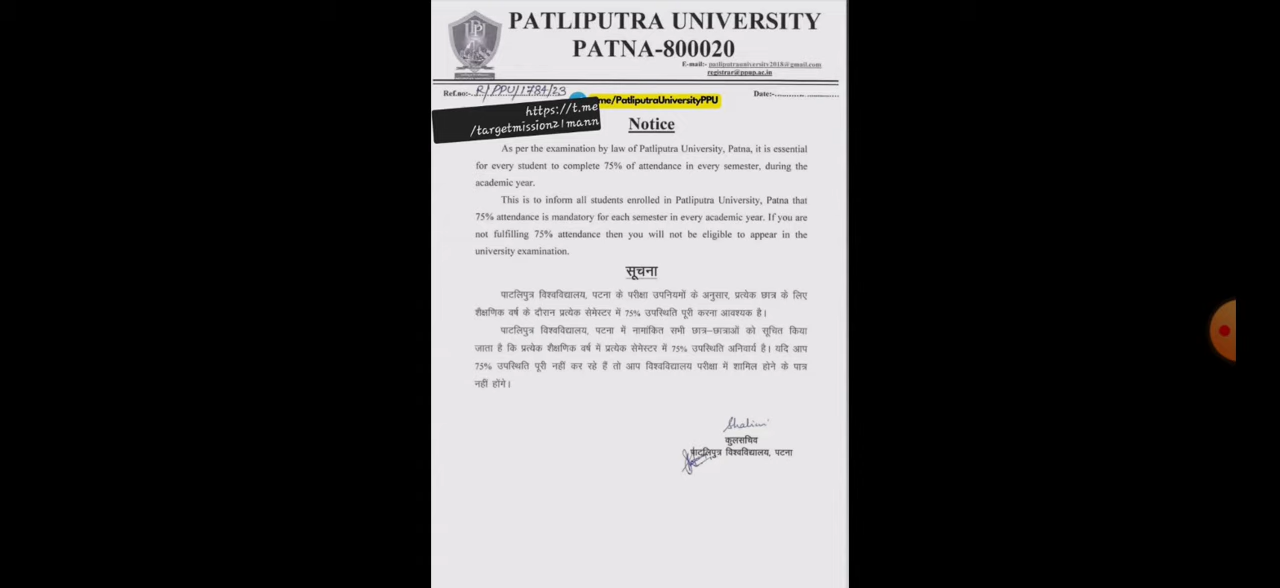 PATLIPUTRA UNIVERSITY
PATNA-800020
E-mail:- patliputrauniversity2018@gmail.com
registrar@ppup.ac.in
Ref.no:- R/PPU/1784/23
me/PatliputraUniversityPPU
Date:-
https://t.me
/targetmission21mann
Notice
As per the examination by law of Patliputra University, Patna, it is essential
for every student to complete 75% of attendance in every semester, during the
academic year.
This is to inform all students enrolled in Patliputra University, Patna that
75% attendance is mandatory for each semester in every academic year. If you are
not fulfilling 75% attendance then you will not be eligible to appear in the
university examination.
सूचना
पाटलिपुत्र विश्वविद्यालय, पटना के परीक्षा उपनियमों के अनुसार, प्रत्येक छात्र के लिए
शैक्षणिक वर्ष के दौरान प्रत्येक सेमेस्टर में 75% उपस्थिति पूरी करना आवश्यक है।
पाटलिपुत्र विश्वविद्यालय, पटना में नामांकित सभी छात्र-छात्राओं को सूचित किया
जाता है कि प्रत्येक शैक्षणिक वर्ष में प्रत्येक सेमेस्टर में 75% उपस्थिति अनिवार्य है। यदि आप
75% उपस्थिति पूरी नहीं कर रहे हैं तो आप विश्वविद्यालय परीक्षा में शामिल होने के पात्र
नहीं होंगे।
Shalini
कुलसचिव
पाटलिपुत्र विश्वविद्यालय, पटना